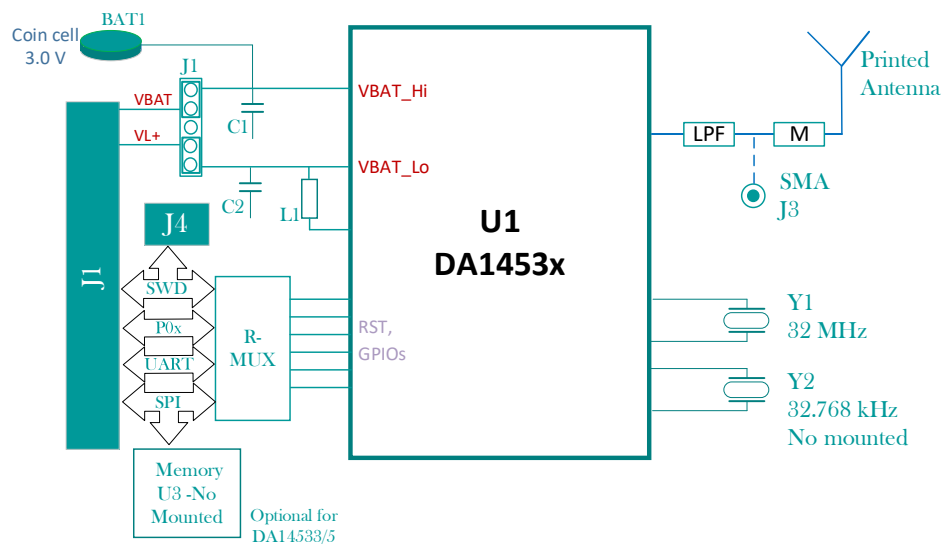 BAT1
Coin cell
3.0 V
J1
VBAT
VL+
C1
C2
L1
VBAT_Hi
VBAT_Lo
U1
DA1453x
LPF
M
Printed
Antenna
SMA
J3
J4
J1
SWD
P0x
UART
SPI
R-
MUX
RST,
GPIOs
Y1
32 MHz
Y2
32.768 kHz
No mounted
Memory
U3 -No
Mounted
Optional for
DA14533/5